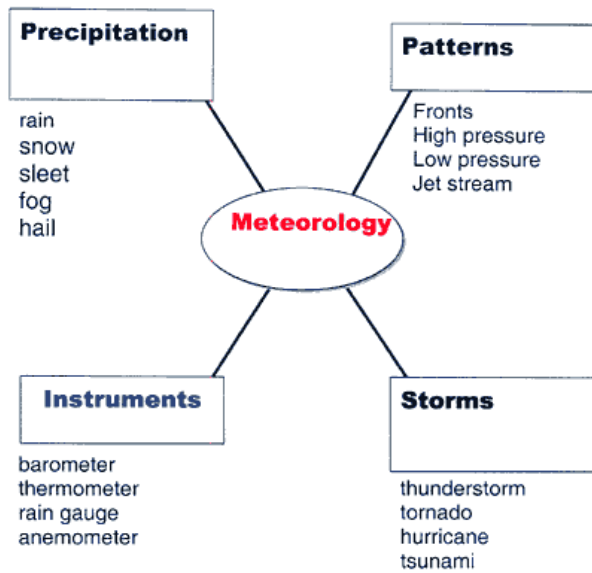 Precipitation
rain
snow
sleet
fog
hail
Patterns
Fronts
High pressure
Low pressure
Jet stream
Meteorology
Instruments
barometer
thermometer
rain gauge
anemometer
Storms
thunderstorm
tornado
hurricane
tsunami